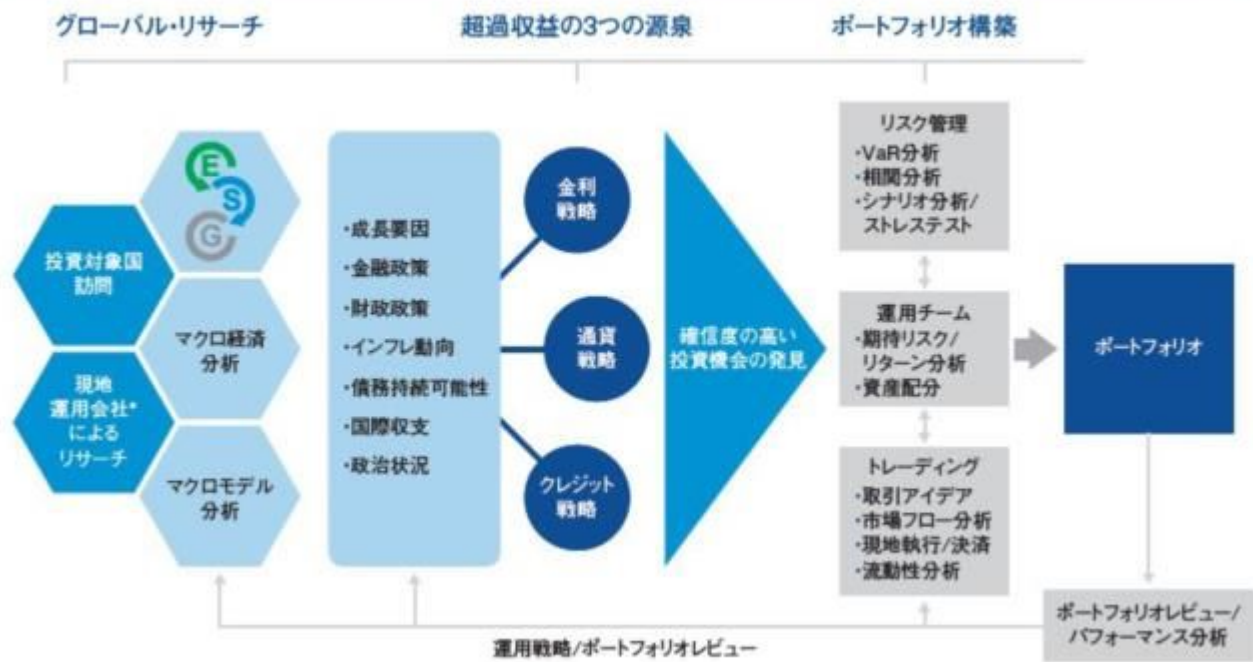 グローバル・リサーチ
超過収益の3つの源泉
ポートフォリオ構築
E
S
G
投資対象国
訪問
マクロ経済
分析
現地
運用会社*
による
リサーチ
マクロモデル
分析
・成長要因
・金融政策
・財政政策
・インフレ動向
・債務持続可能性
・国際収支
・政治状況
金利
戦略
通貨
戦略
クレジット
戦略
確信度の高い
投資機会の発見
リスク管理
・VaR分析
・相関分析
・シナリオ分析/
ストレステスト
運用チーム
・期待リスク/
リターン分析
・資産配分
トレーディング
・取引アイデア
・市場フロー分析
・現地執行/決済
・流動性分析
ポートフォリオ
ポートフォリオレビュー/
パフォーマンス分析
運用戦略/ポートフォリオレビュー